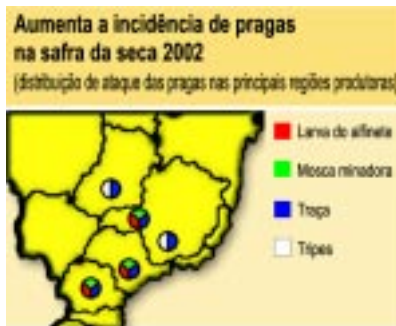 Aumenta a incidência de pragas
na safra da seca 2002
(distribuição de ataque das pragas nas principais regiões produtoras)
Larva do alfinete
Mosca minadora
Traça
Tripes